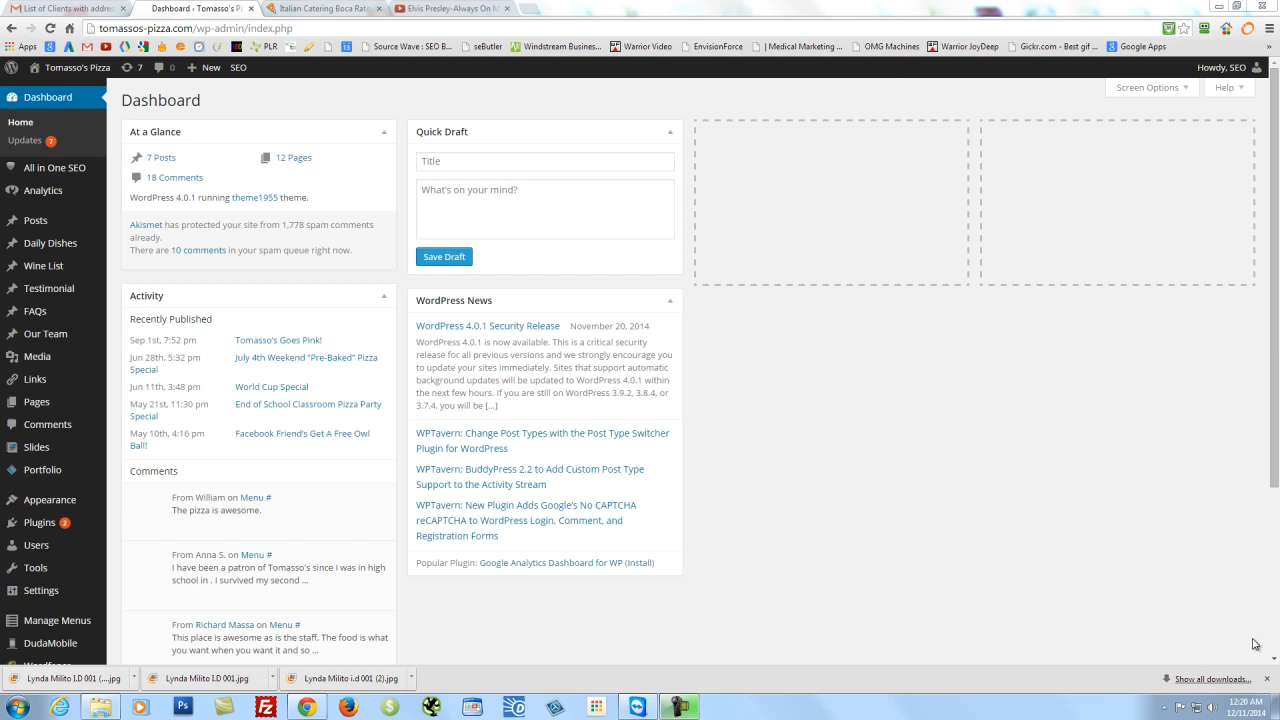 List of Clients with address
Dashboard ‹ Tomasso's P
Italian Catering Boca Rato
Elvis Presley-Always On M
tomassos-pizza.com/wp-admin/index.php
Apps
PLR
Source Wave : SEO B...
seButler
Windstream Busines...
Warrior Video
EnvisionForce
| Medical Marketing ...
OMG Machines
Warrior JoyDeep
Gickr.com - Best gif ...
Google Apps
Tomasso's Pizza
7
0
New
SEO
Howdy, SEO
Dashboard
Home
Updates 7
All in One SEO
Analytics
Posts
Daily Dishes
Wine List
Testimonial
FAQs
Our Team
Media
Links
Pages
Comments
Slides
Portfolio
Appearance
Plugins 2
Users
Tools
Settings
Manage Menus
DudaMobile
Wordfence
Dashboard
Screen Options
Help
At a Glance
7 Posts
12 Pages
18 Comments
WordPress 4.0.1 running theme1955 theme.
Akismet has protected your site from 1,778 spam comments
already.
There are 10 comments in your spam queue right now.
Activity
Recently Published
Sep 1st, 7:52 pm Tomasso's Goes Pink!
Jun 28th, 5:32 pm July 4th Weekend "Pre-Baked" Pizza
Special
Jun 11th, 3:48 pm World Cup Special
May 21st, 11:30 pm End of School Classroom Pizza Party
Special
May 10th, 4:16 pm Facebook Friend's Get A Free Owl
Ball!
Comments
From William on Menu #
The pizza is awesome.
From Anna S. on Menu #
I have been a patron of Tomasso's since I was in high
school in . I survived my second ...
From Richard Massa on Menu #
This place is awesome as is the staff, The food is what
you want when you want it and so ...
Quick Draft
Title
What's on your mind?
Save Draft
WordPress News
WordPress 4.0.1 Security Release November 20, 2014
WordPress 4.0.1 is now available. This is a critical security
release for all previous versions and we strongly encourage you
to update your sites immediately. Sites that support automatic
background updates will be updated to WordPress 4.0.1 within
the next few hours. If you are still on WordPress 3.9.2, 3.8.4, or
3.7.4, you will be [...]
WPTavern: Change Post Types with the Post Type Switcher
Plugin for WordPress
WPTavern: BuddyPress 2.2 to Add Custom Post Type
Support to the Activity Stream
WPTavern: New Plugin Adds Google's No CAPTCHA
reCAPTCHA to WordPress Login, Comment, and
Registration Forms
Popular Plugin: Google Analytics Dashboard for WP (Install)
Lynda Milito I.D 001 (....jpg
Lynda Milito I.D 001.jpg
Lynda Milito i.d 001 (2).jpg
Show all downloads...
12:20 AM
12/11/2014